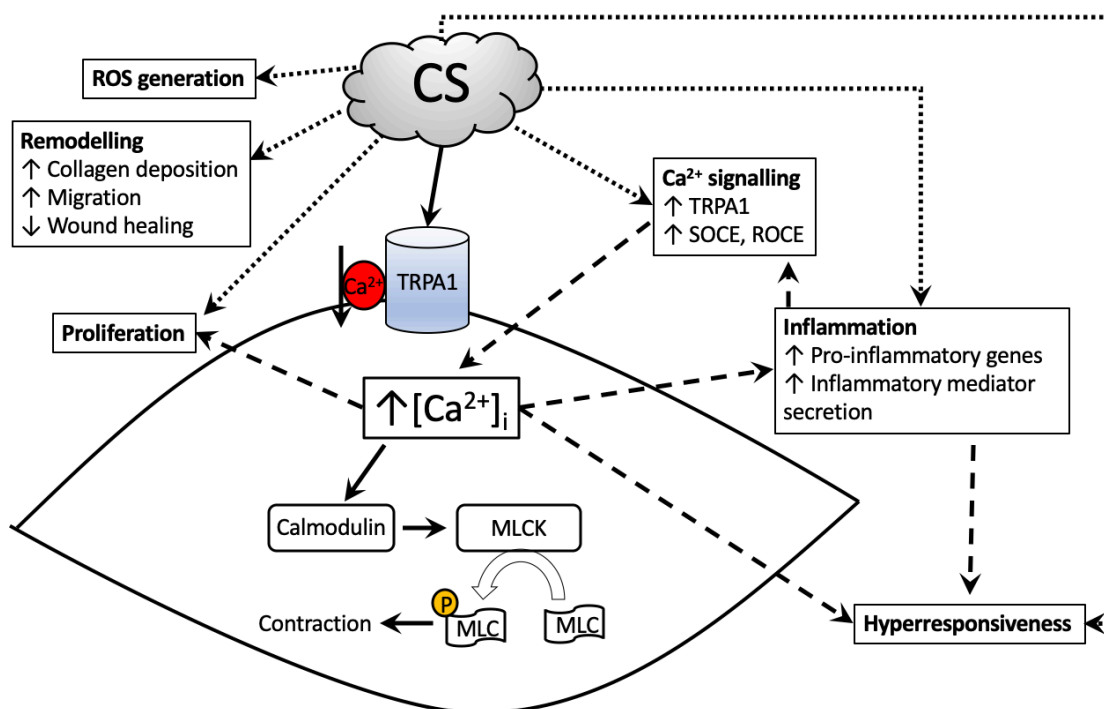 CS
ROS generation
Remodelling
↑ Collagen deposition
↑ Migration
↓ Wound healing
Ca²⁺ signalling
↑ TRPA1
↑ SOCE, ROCE
Ca²⁺
TRPA1
Proliferation
Inflammation
↑ Pro-inflammatory genes
↑ Inflammatory mediator
secretion
↑[Ca²⁺]ᵢ
Calmodulin
MLCK
P
Contraction
MLC
MLC
Hyperresponsiveness